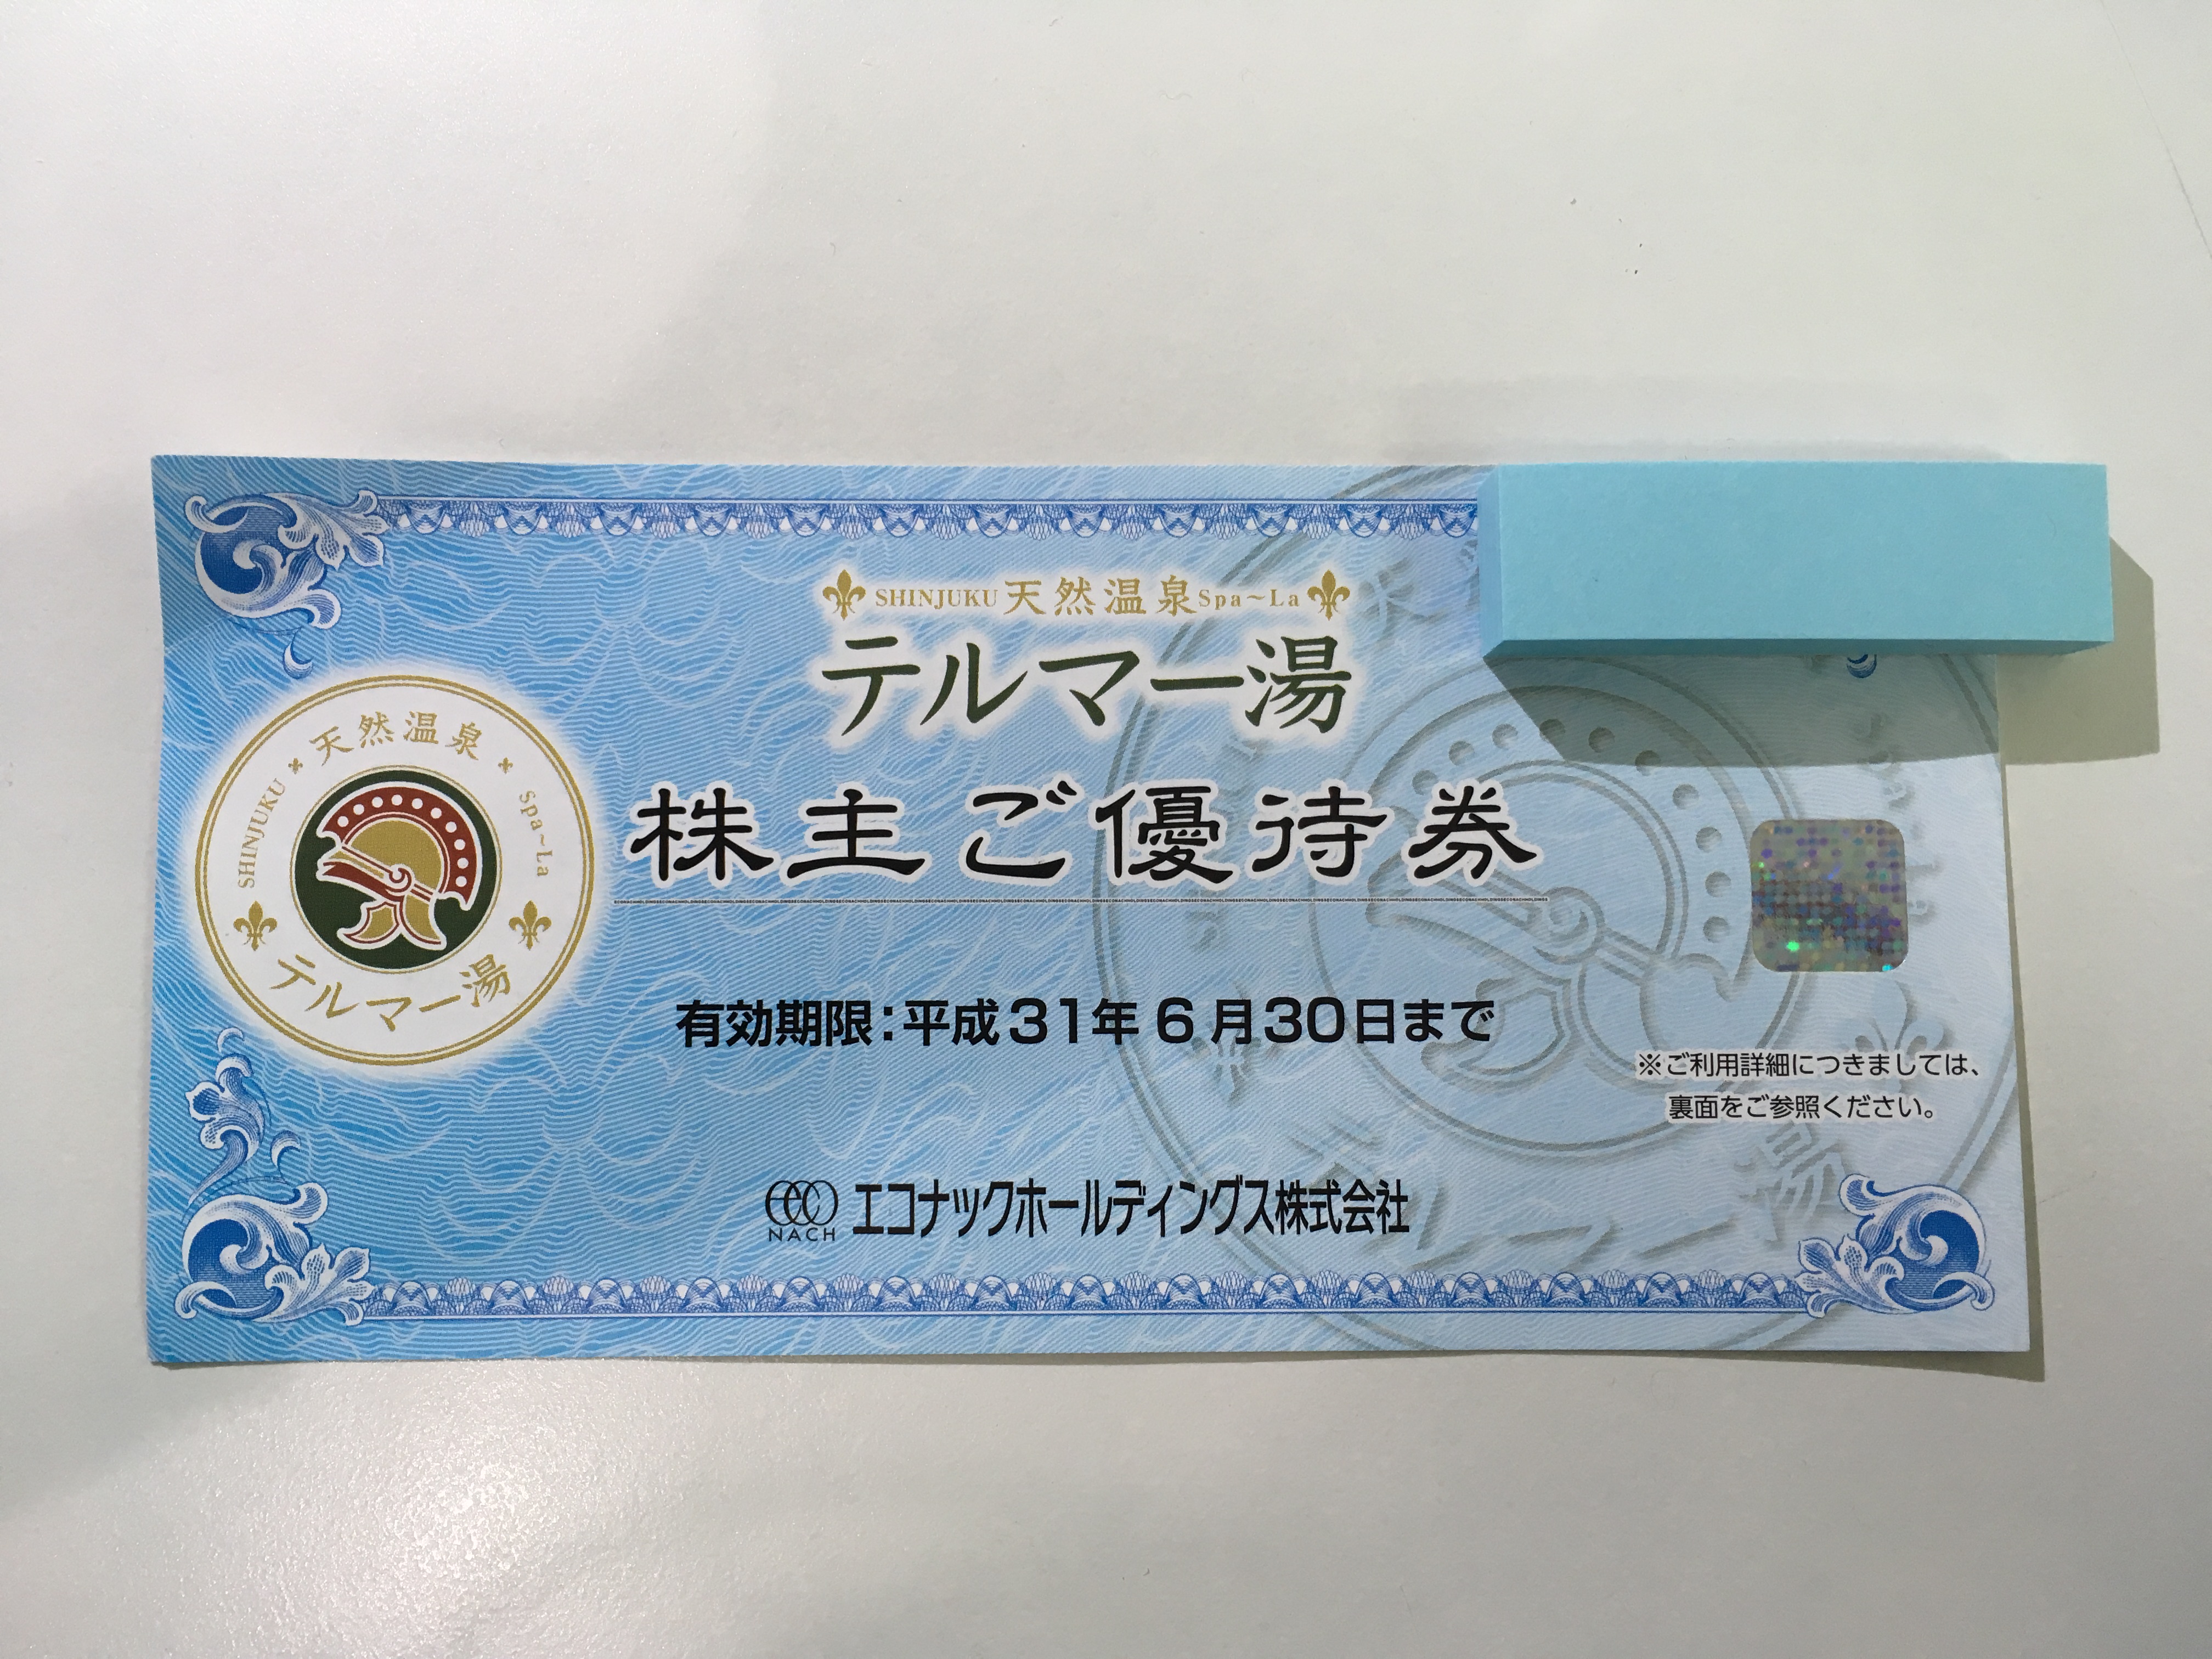 SHINJUKU 天然温泉 Spa～La
テルマー湯
株主ご優待券
有効期限：平成31年6月30日まで
※ご利用詳細につきましては、
裏面をご参照ください。
eco NACH エコナックホールディングス株式会社
SHINJUKU 天然温泉 Spa～La
テルマー湯